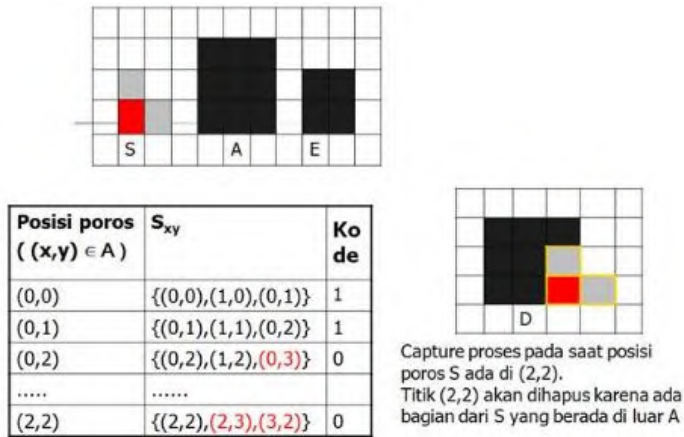 S A E
Posisi poros
( (x,y) ∈ A )
Sxy
Ko
de
(0,0) {(0,0),(1,0),(0,1)} 1
(0,1) {(0,1),(1,1),(0,2)} 1
(0,2) {(0,2),(1,2),(0,3)} 0
..... ......
(2,2) {(2,2),(2,3),(3,2)} 0
D
Capture proses pada saat posisi
poros S ada di (2,2).
Titik (2,2) akan dihapus karena ada
bagian dari S yang berada di luar A